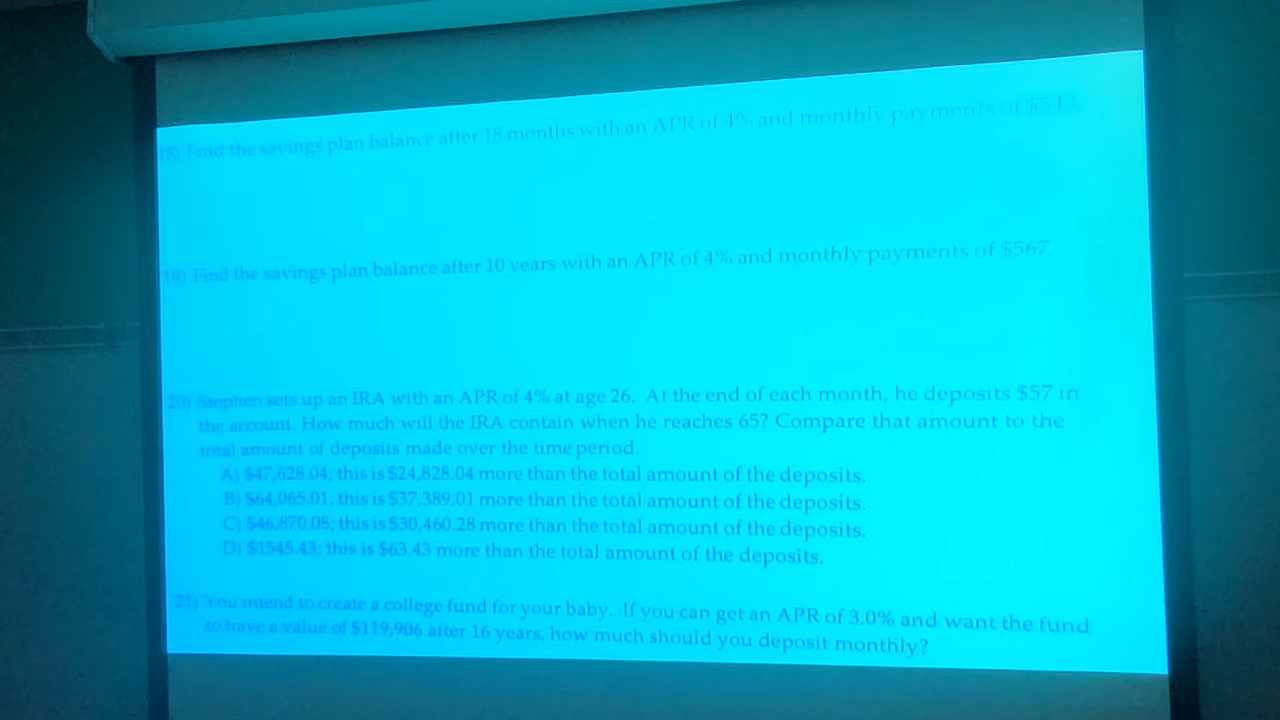 18) Find the savings plan balance after 18 months with an APR of 4% and monthly payments of $543.
19) Find the savings plan balance after 10 years with an APR of 4% and monthly payments of $567.
20) Stephen sets up an IRA with an APR of 4% at age 26. At the end of each month, he deposits $57 in
the account. How much will the IRA contain when he reaches 65? Compare that amount to the
total amount of deposits made over the time period.
A) $47,628.04; this is $24,828.04 more than the total amount of the deposits.
B) $64,065.01; this is $37,389.01 more than the total amount of the deposits.
C) $46,870.08; this is $30,460.28 more than the total amount of the deposits.
D) $1545.43; this is $63.43 more than the total amount of the deposits.
21) You intend to create a college fund for your baby. If you can get an APR of 3.0% and want the fund
to have a value of $119,906 after 16 years, how much should you deposit monthly?